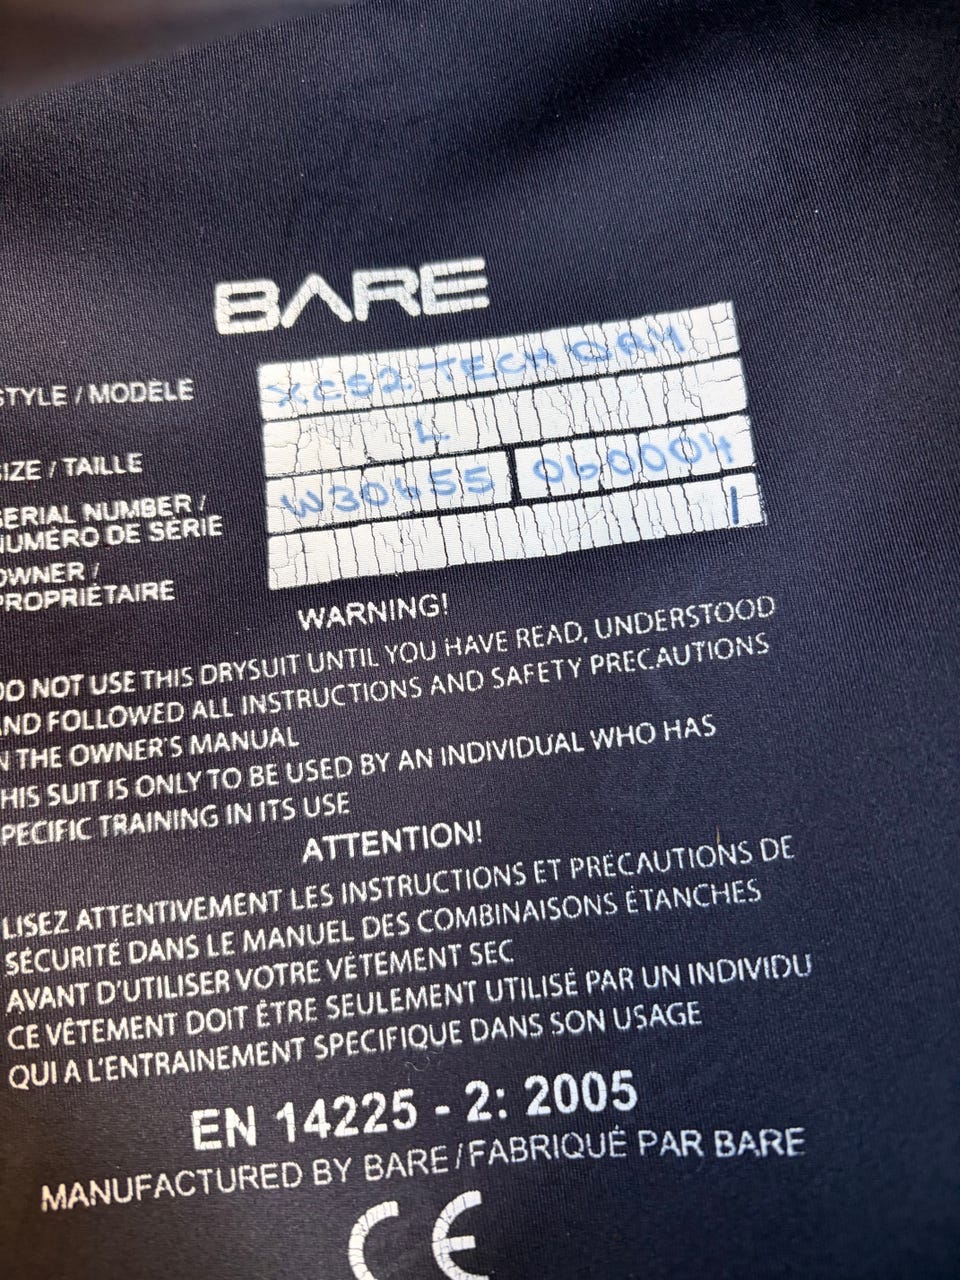 BARE
STYLE / MODÈLE XCS2 TECH DRY
SIZE / TAILLE L
SERIAL NUMBER /
NUMÉRO DE SÉRIE W30455 060004
OWNER /
PROPRIÉTAIRE
WARNING!
DO NOT USE THIS DRYSUIT UNTIL YOU HAVE READ, UNDERSTOOD
AND FOLLOWED ALL INSTRUCTIONS AND SAFETY PRECAUTIONS
IN THE OWNER'S MANUAL
THIS SUIT IS ONLY TO BE USED BY AN INDIVIDUAL WHO HAS
SPECIFIC TRAINING IN ITS USE
ATTENTION!
LISEZ ATTENTIVEMENT LES INSTRUCTIONS ET PRÉCAUTIONS DE
SÉCURITÉ DANS LE MANUEL DES COMBINAISONS ÉTANCHES
AVANT D'UTILISER VOTRE VÊTEMENT SEC
CE VÊTEMENT DOIT ÊTRE SEULEMENT UTILISÉ PAR UN INDIVIDU
QUI A L'ENTRAINEMENT SPECIFIQUE DANS SON USAGE
EN 14225 - 2: 2005
MANUFACTURED BY BARE / FABRIQUÉ PAR BARE
CE